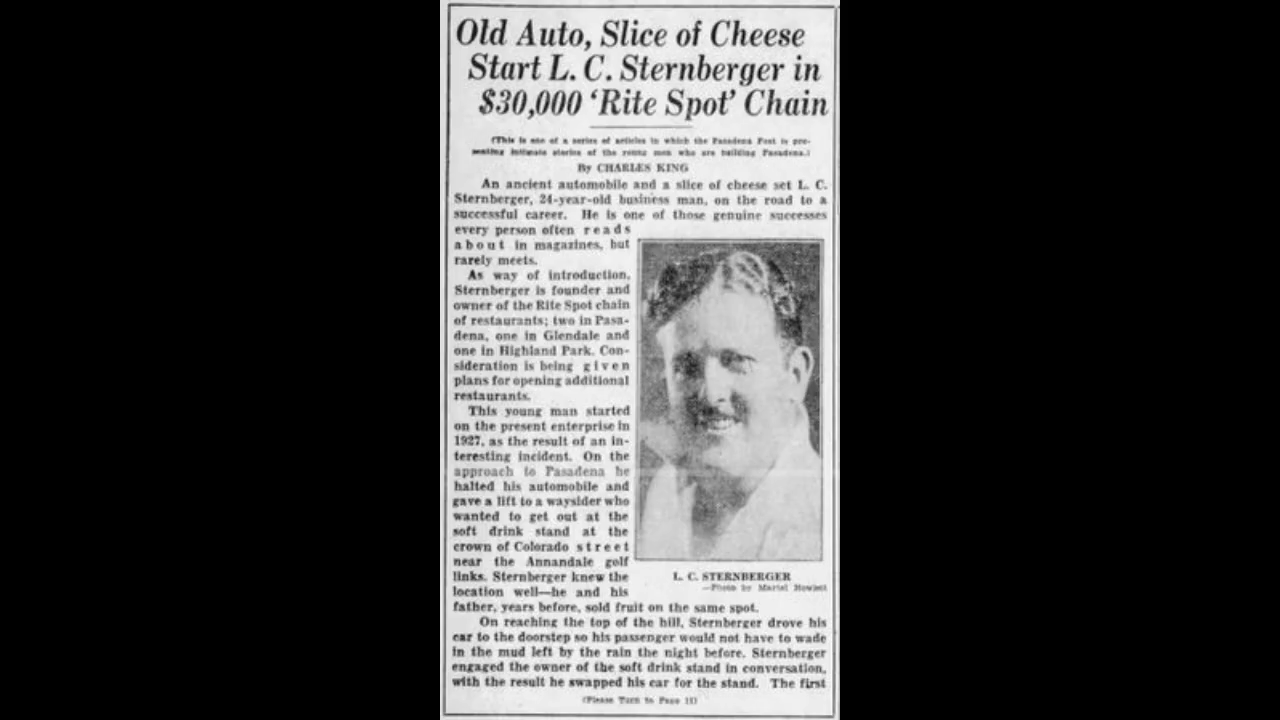 Old Auto, Slice of Cheese
Start L. C. Sternberger in
$30,000 ‘Rite Spot’ Chain
(This is one of a series of articles in which the Pasadena Post is pre-
senting intimate stories of the young men who are building Pasadena.)
By CHARLES KING
An ancient automobile and a slice of cheese set L. C.
Sternberger, 24-year-old business man, on the road to a
successful career. He is one of those genuine successes
every person often reads
about in magazines, but
rarely meets.
As way of introduction,
Sternberger is founder and
owner of the Rite Spot chain
of restaurants; two in Pasa-
dena, one in Glendale and
one in Highland Park. Con-
sideration is being given
plans for opening additional
restaurants.
This young man started
on the present enterprise in
1927, as the result of an in-
teresting incident. On the
approach to Pasadena he
halted his automobile and
gave a lift to a waysider who
wanted to get out at the
soft drink stand at the
crown of Colorado street
near the Annandale golf
links. Sternberger knew the
location well—he and his
father, years before, sold fruit on the same spot.
On reaching the top of the hill, Sternberger drove his
car to the doorstep so his passenger would not have to wade
in the mud left by the rain the night before. Sternberger
engaged the owner of the soft drink stand in conversation,
with the result he swapped his car for the stand. The first
(Please Turn to Page 11)
L. C. STERNBERGER
—Photo by Martel